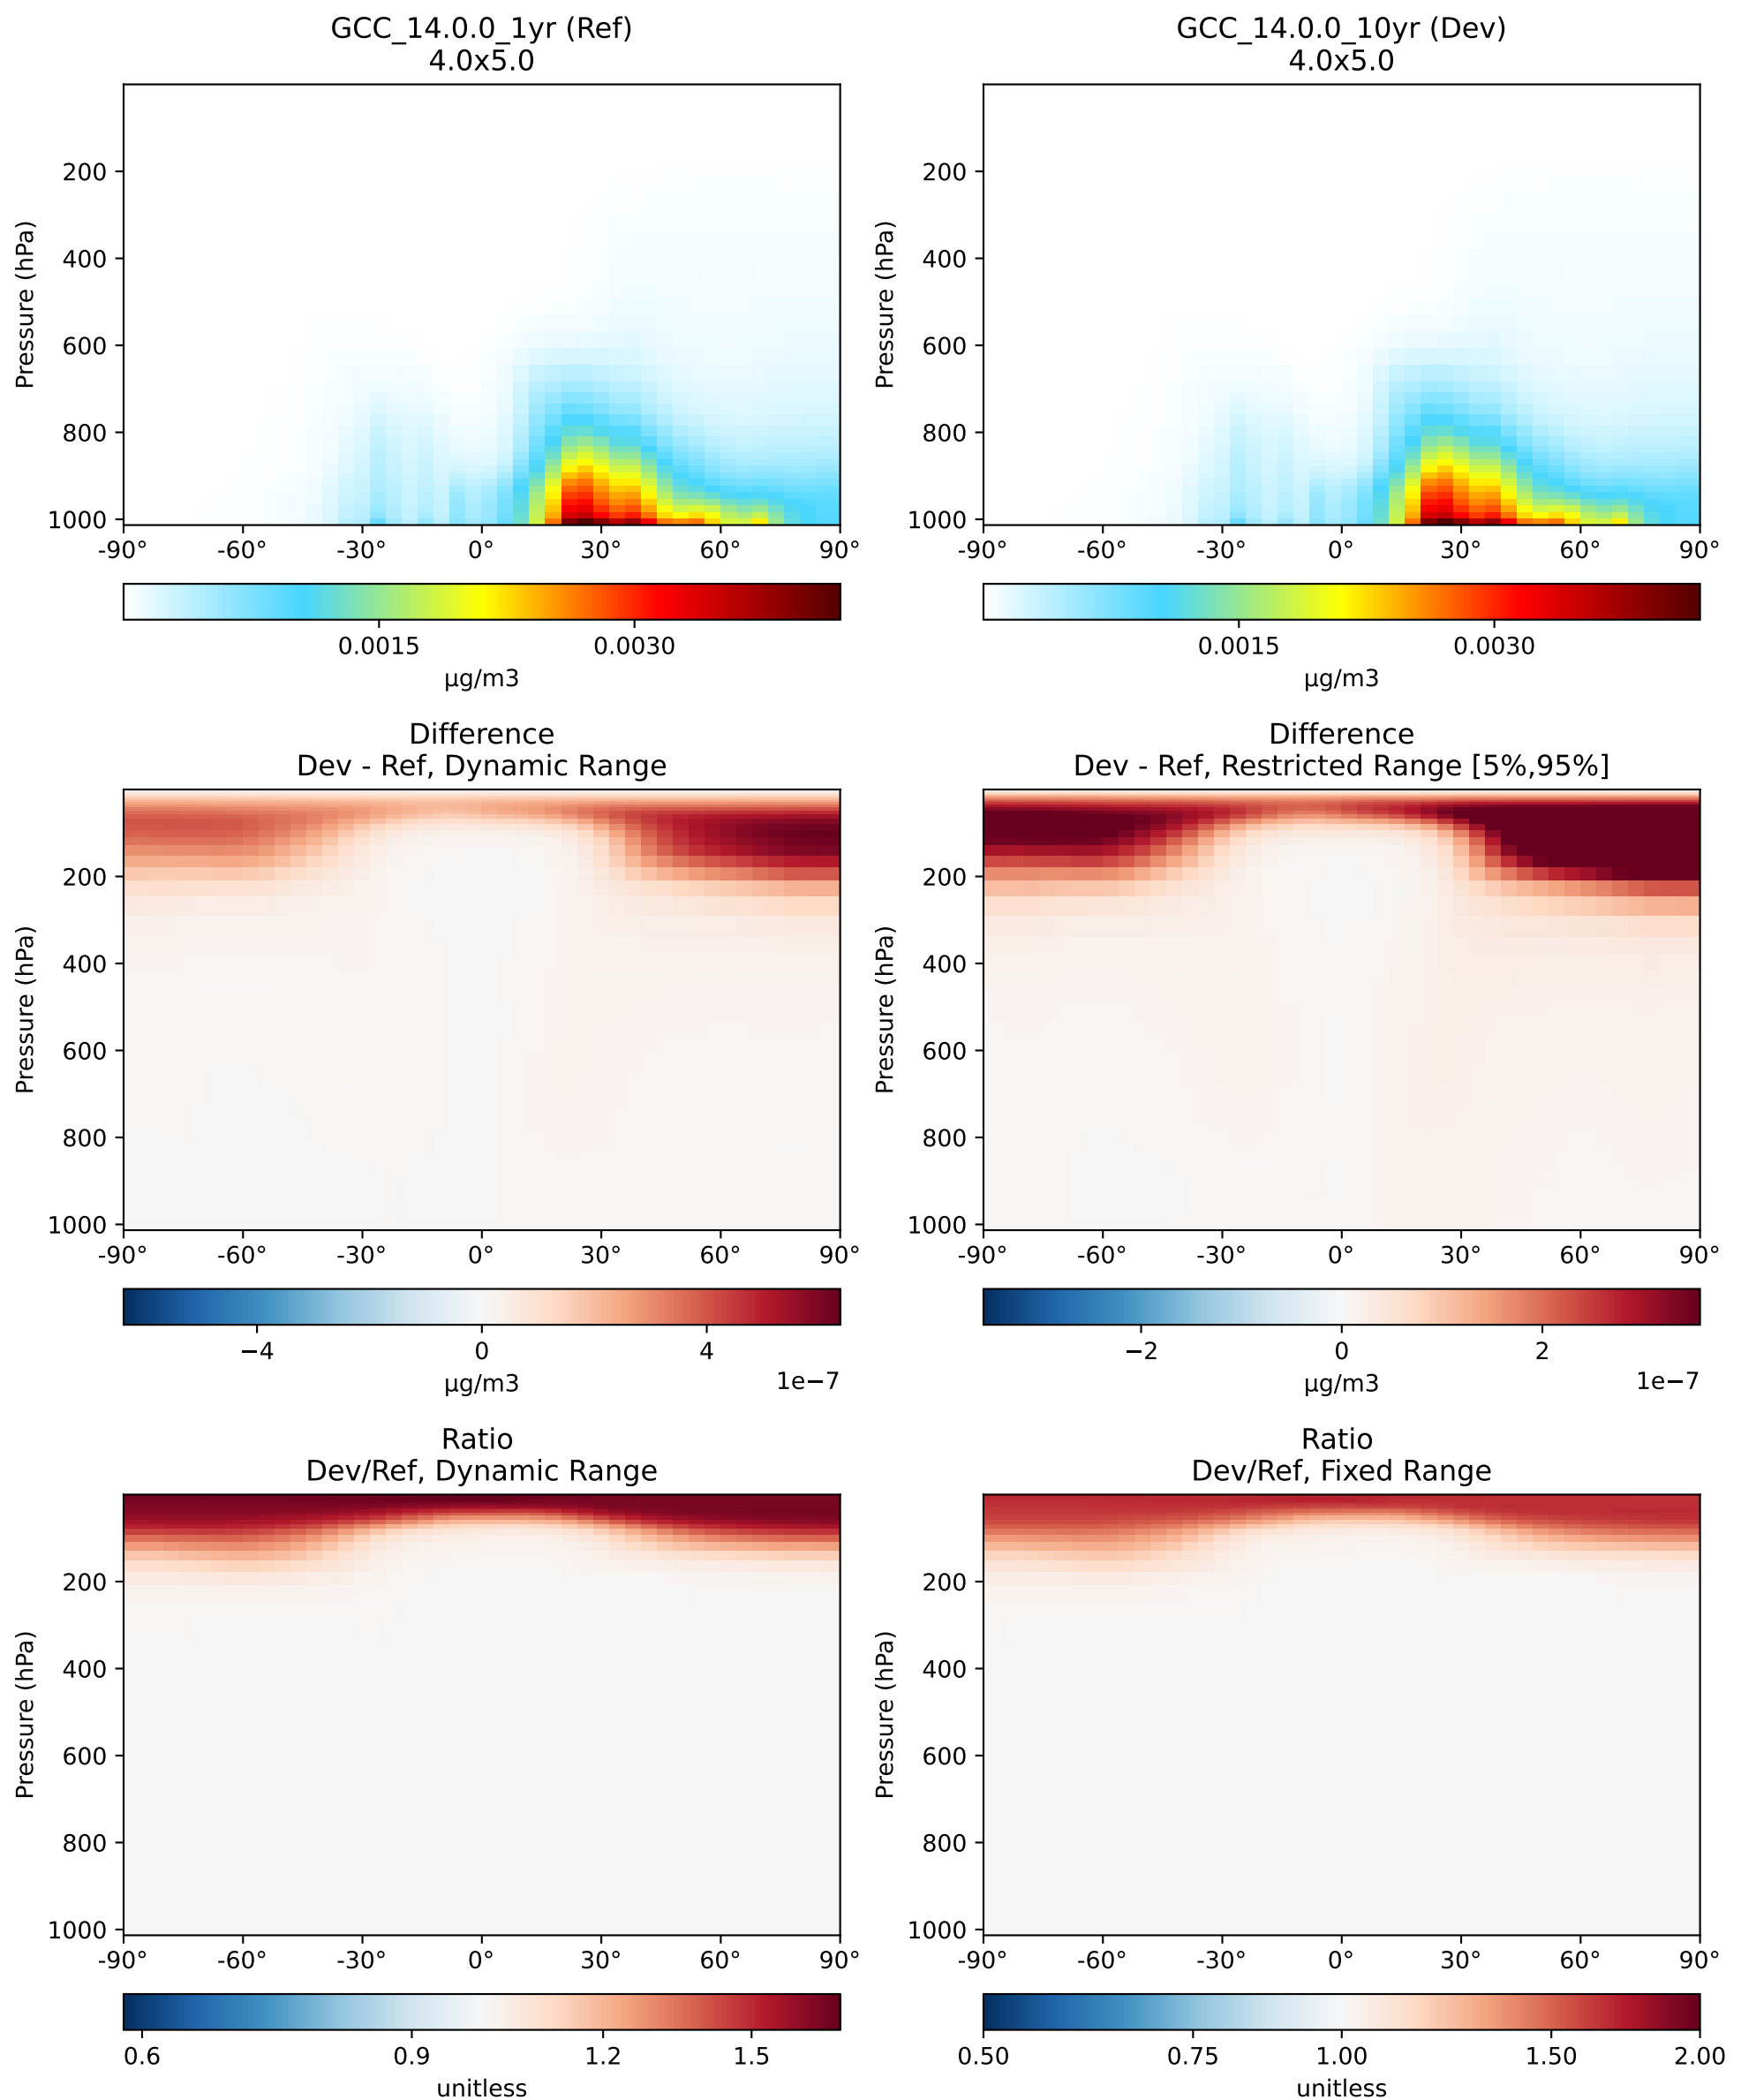 GCC_14.0.0_1yr (Ref)
4.0x5.0
Pressure (hPa)
200
400
600
800
1000
-90° -60° -30° 0° 30° 60° 90°
0.0015 0.0030
µg/m3
GCC_14.0.0_10yr (Dev)
4.0x5.0
Pressure (hPa)
200
400
600
800
1000
-90° -60° -30° 0° 30° 60° 90°
0.0015 0.0030
µg/m3
Difference
Dev - Ref, Dynamic Range
Pressure (hPa)
200
400
600
800
1000
-90° -60° -30° 0° 30° 60° 90°
−4 0 4
µg/m3
1e−7
Difference
Dev - Ref, Restricted Range [5%,95%]
Pressure (hPa)
200
400
600
800
1000
-90° -60° -30° 0° 30° 60° 90°
−2 0 2
µg/m3
1e−7
Ratio
Dev/Ref, Dynamic Range
Pressure (hPa)
200
400
600
800
1000
-90° -60° -30° 0° 30° 60° 90°
0.6 0.9 1.2 1.5
unitless
Ratio
Dev/Ref, Fixed Range
Pressure (hPa)
200
400
600
800
1000
-90° -60° -30° 0° 30° 60° 90°
0.50 0.75 1.00 1.50 2.00
unitless